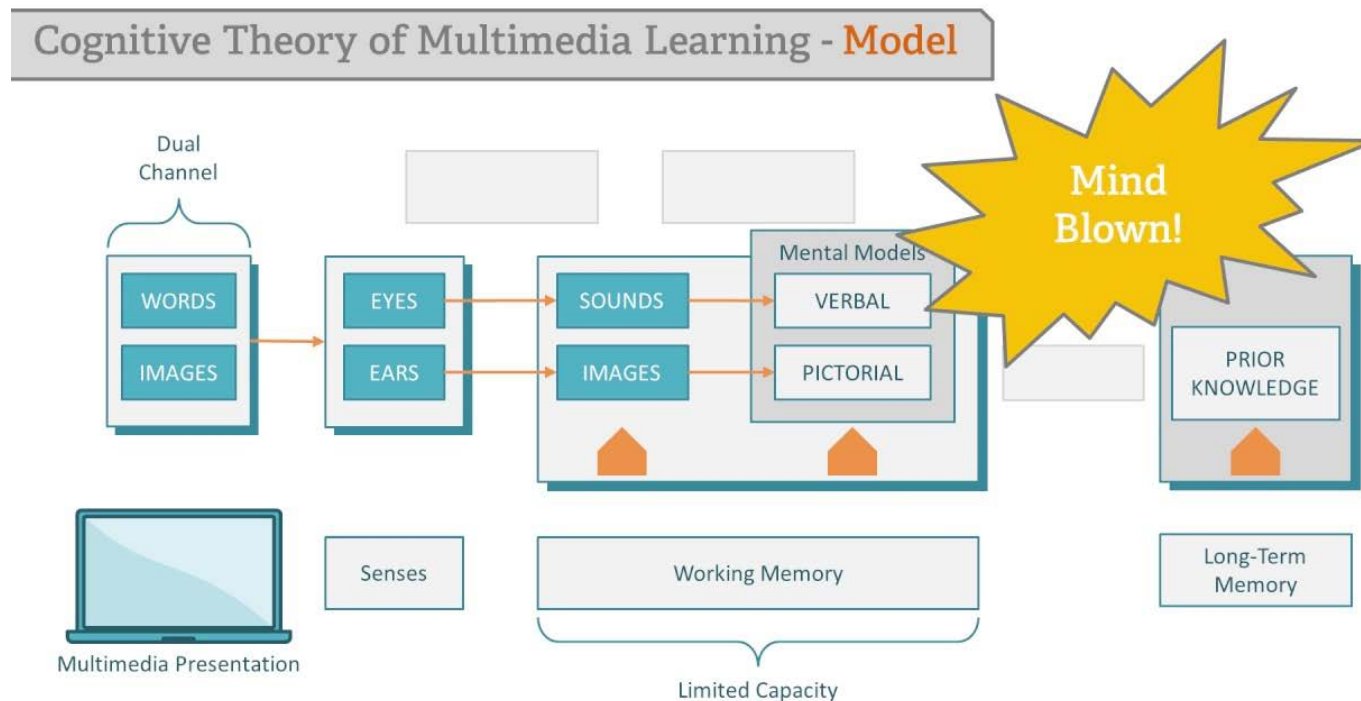 Cognitive Theory of Multimedia Learning - Model
Dual
Channel
Mind
Blown!
Mental Models
WORDS
EYES
SOUNDS
VERBAL
IMAGES
EARS
IMAGES
PICTORIAL
PRIOR
KNOWLEDGE
Senses
Working Memory
Long-Term
Memory
Multimedia Presentation
Limited Capacity